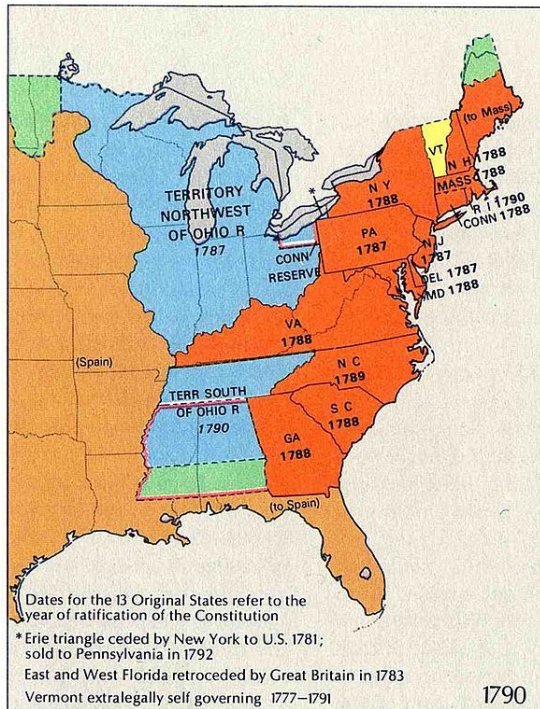 (to Mass)
VT
N H 1788
MASS 1788
N Y
1788
R I 1790
CONN 1788
TERRITORY
NORTHWEST
OF OHIO R
1787
*
PA
1787
N J
1787
CONN
RESERVE
DEL 1787
MD 1788
VA
1788
(Spain)
N C
1789
TERR SOUTH
OF OHIO R
1790
S C
1788
GA
1788
(to Spain)
Dates for the 13 Original States refer to the
year of ratification of the Constitution
*Erie triangle ceded by New York to U.S. 1781;
sold to Pennsylvania in 1792
East and West Florida retroceded by Great Britain in 1783
Vermont extralegally self governing 1777–1791
1790